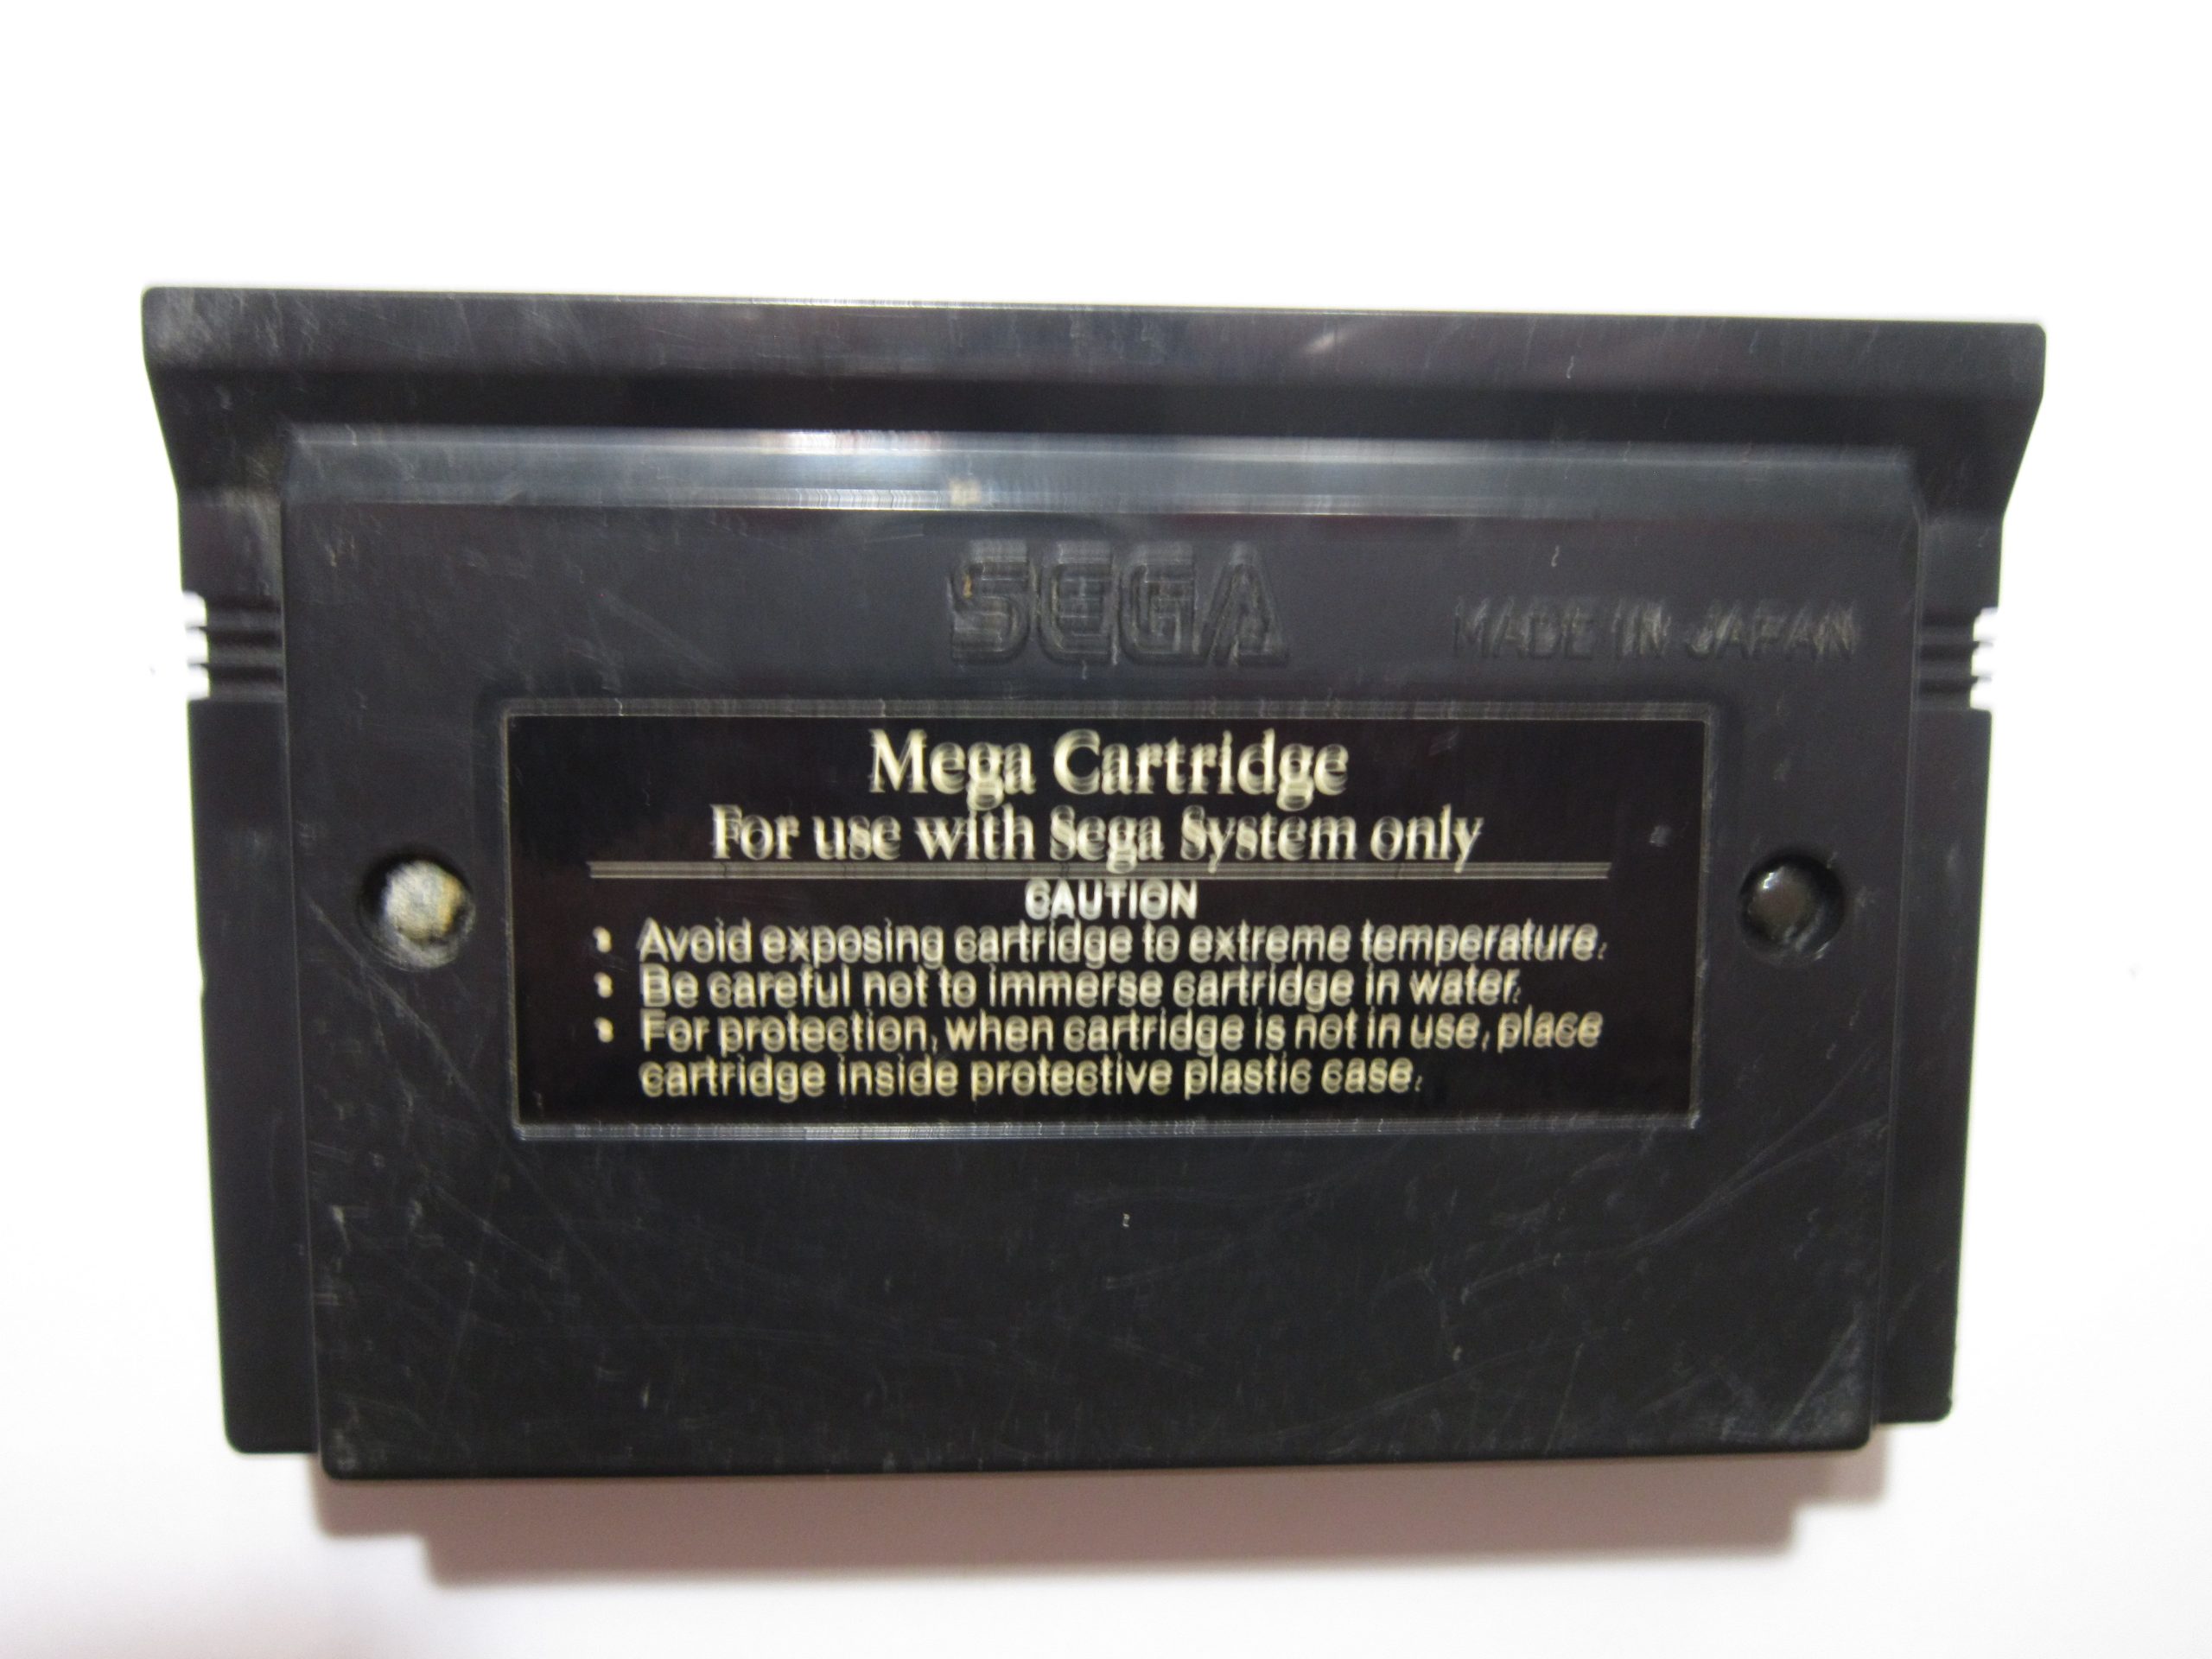 SEGA
MADE IN JAPAN
Mega Cartridge
For use with Sega System only
CAUTION
• Avoid exposing cartridge to extreme temperature.
• Be careful not to immerse cartridge in water.
• For protection, when cartridge is not in use, place
cartridge inside protective plastic case.